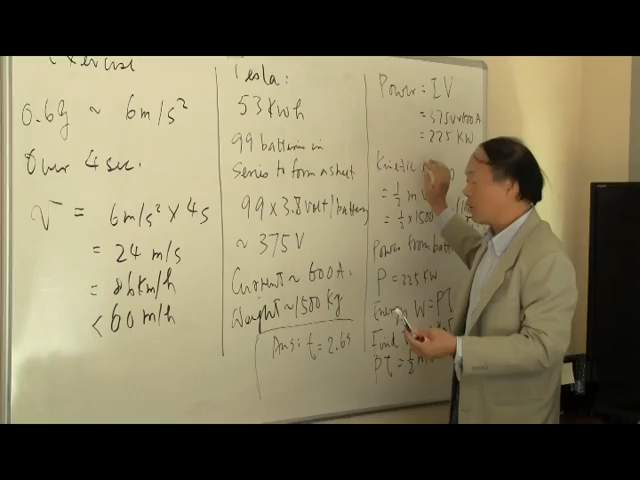 Exercise
0.6g ~ 6m/s²
Over 4 sec.
V = 6m/s² × 4s
= 24 m/s
= 86km/h
< 60 m/h
Tesla:
53 KWh
99 batteries in
series to form a sheet
99 × 3.8 volt/battery
~ 375V
Current ~ 600A.
Weight ~ 1500 kg
Ans: t = 2.6s
Power = IV
= 375V×600A
= 225 KW
Kinetic
= ½ m
= ½ × 1500
Power from batt
P = 225 KW
Energy W = PT
Find
PT = ½ m